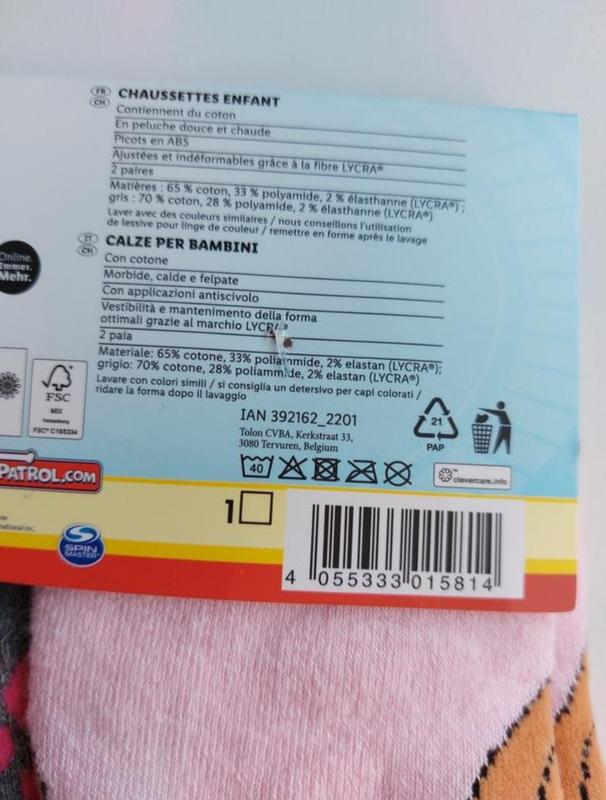 FR
CH
CHAUSSETTES ENFANT
Contiennent du coton
En peluche douce et chaude
Picots en ABS
Ajustées et indéformables grâce à la fibre LYCRA®
2 paires
Matières : 65 % coton, 33 % polyamide, 2 % élasthanne (LYCRA®) ;
gris : 70 % coton, 28 % polyamide, 2 % élasthanne (LYCRA®)
Laver avec des couleurs similaires / nous conseillons l'utilisation
de lessive pour linge de couleur / remettre en forme après le lavage
IT
CH
CALZE PER BAMBINI
Con cotone
Morbide, calde e felpate
Con applicazioni antiscivolo
Vestibilità e mantenimento della forma
ottimali grazie al marchio LYCRA®
2 paia
Materiale: 65% cotone, 33% poliammide, 2% elastan (LYCRA®);
grigio: 70% cotone, 28% poliammide, 2% elastan (LYCRA®)
Lavare con colori simili / si consiglia un detersivo per capi colorati /
ridare la forma dopo il lavaggio
Online.
Immer.
Mehr.
FSC
MIX
Verpackung
FSC® C165334
IAN 392162_2201
Tolon CVBA, Kerkstraat 33,
3080 Tervuren, Belgium
21
PAP
40
clevercare.info
PATROL.COM
1
SPIN
MASTER
4 055333 015814